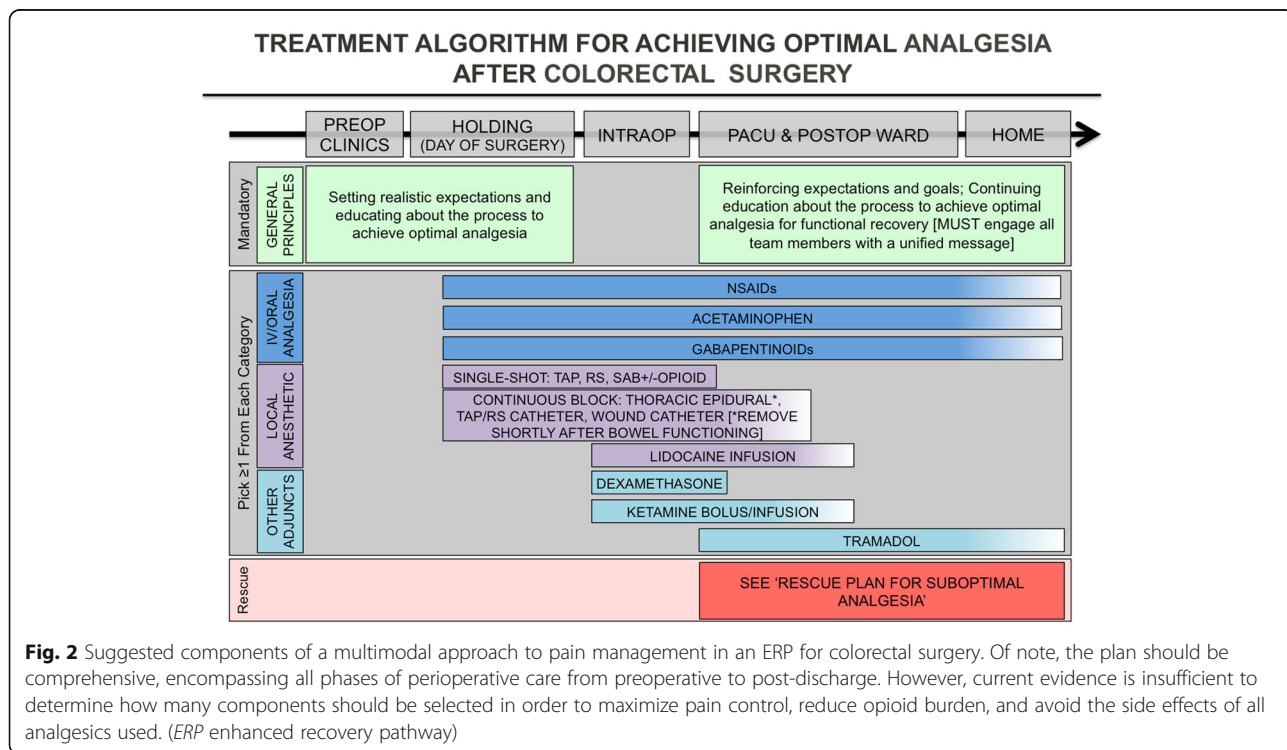 TREATMENT ALGORITHM FOR ACHIEVING OPTIMAL ANALGESIA
AFTER COLORECTAL SURGERY
PREOP
CLINICS
HOLDING
(DAY OF SURGERY)
INTRAOP
PACU & POSTOP WARD
HOME
Mandatory
GENERAL
PRINCIPLES
Setting realistic expectations and
educating about the process to
achieve optimal analgesia
Reinforcing expectations and goals; Continuing
education about the process to achieve optimal
analgesia for functional recovery [MUST engage all
team members with a unified message]
Pick ≥1 From Each Category
IV/ORAL
ANALGESIA
NSAIDs
ACETAMINOPHEN
GABAPENTINOIDs
LOCAL
ANESTHETIC
SINGLE-SHOT: TAP, RS, SAB+/-OPIOID
CONTINUOUS BLOCK: THORACIC EPIDURAL*,
TAP/RS CATHETER, WOUND CATHETER [*REMOVE
SHORTLY AFTER BOWEL FUNCTIONING]
LIDOCAINE INFUSION
OTHER
ADJUNCTS
DEXAMETHASONE
KETAMINE BOLUS/INFUSION
TRAMADOL
Rescue
SEE 'RESCUE PLAN FOR SUBOPTIMAL
ANALGESIA'
Fig. 2 Suggested components of a multimodal approach to pain management in an ERP for colorectal surgery. Of note, the plan should be
comprehensive, encompassing all phases of perioperative care from preoperative to post-discharge. However, current evidence is insufficient to
determine how many components should be selected in order to maximize pain control, reduce opioid burden, and avoid the side effects of all
analgesics used. (ERP enhanced recovery pathway)